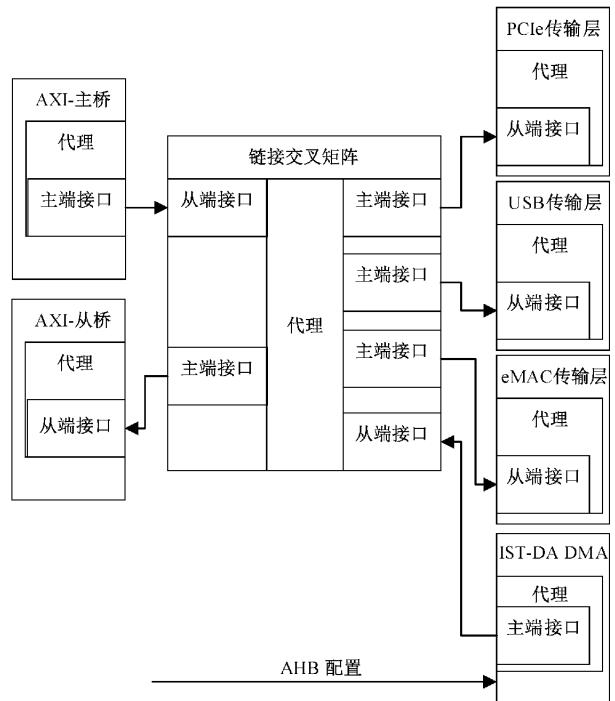 PCIe传输层
代理
从端接口
AXI-主桥
代理
主端接口
链接交叉矩阵
从端接口
主端接口
代理
主端接口
主端接口
主端接口
从端接口
USB传输层
代理
从端接口
AXI-从桥
代理
从端接口
eMAC传输层
代理
从端接口
IST-DA DMA
代理
主端接口
AHB 配置